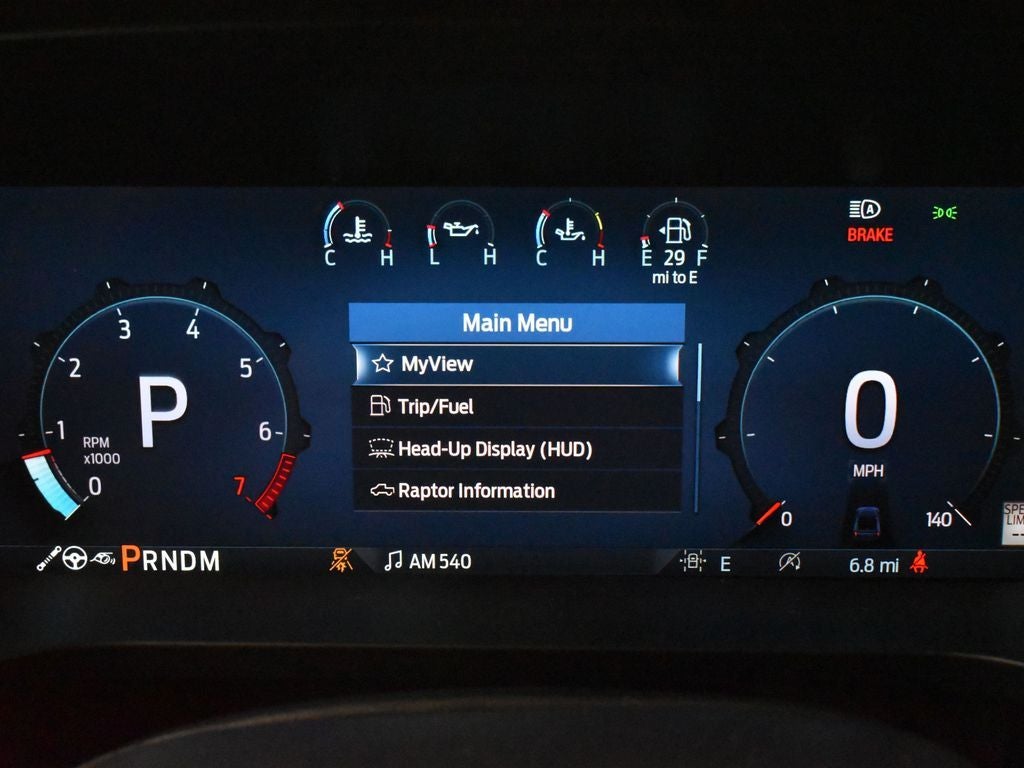 C H
L H
C H
E 29 F
mi to E
A
BRAKE
Main Menu
MyView
Trip/Fuel
Head-Up Display (HUD)
Raptor Information
0 1 2 3 4 5 6 7
RPM
x1000
P
0
MPH
0 140
PRNDM
AM 540
E
6.8 mi